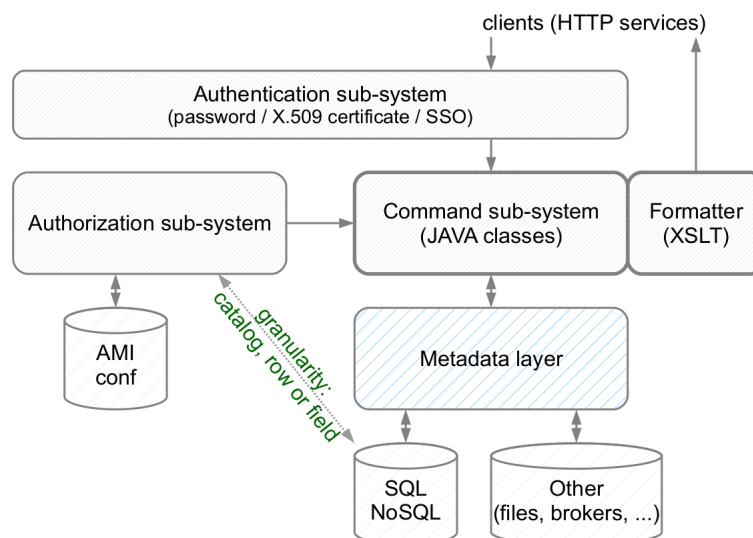 clients (HTTP services)
Authentication sub-system
(password / X.509 certificate / SSO)
Authorization sub-system
Command sub-system
(JAVA classes)
Formatter
(XSLT)
granularity:
catalog, row or field
AMI
conf
Metadata layer
SQL
NoSQL
Other
(files, brokers, ...)